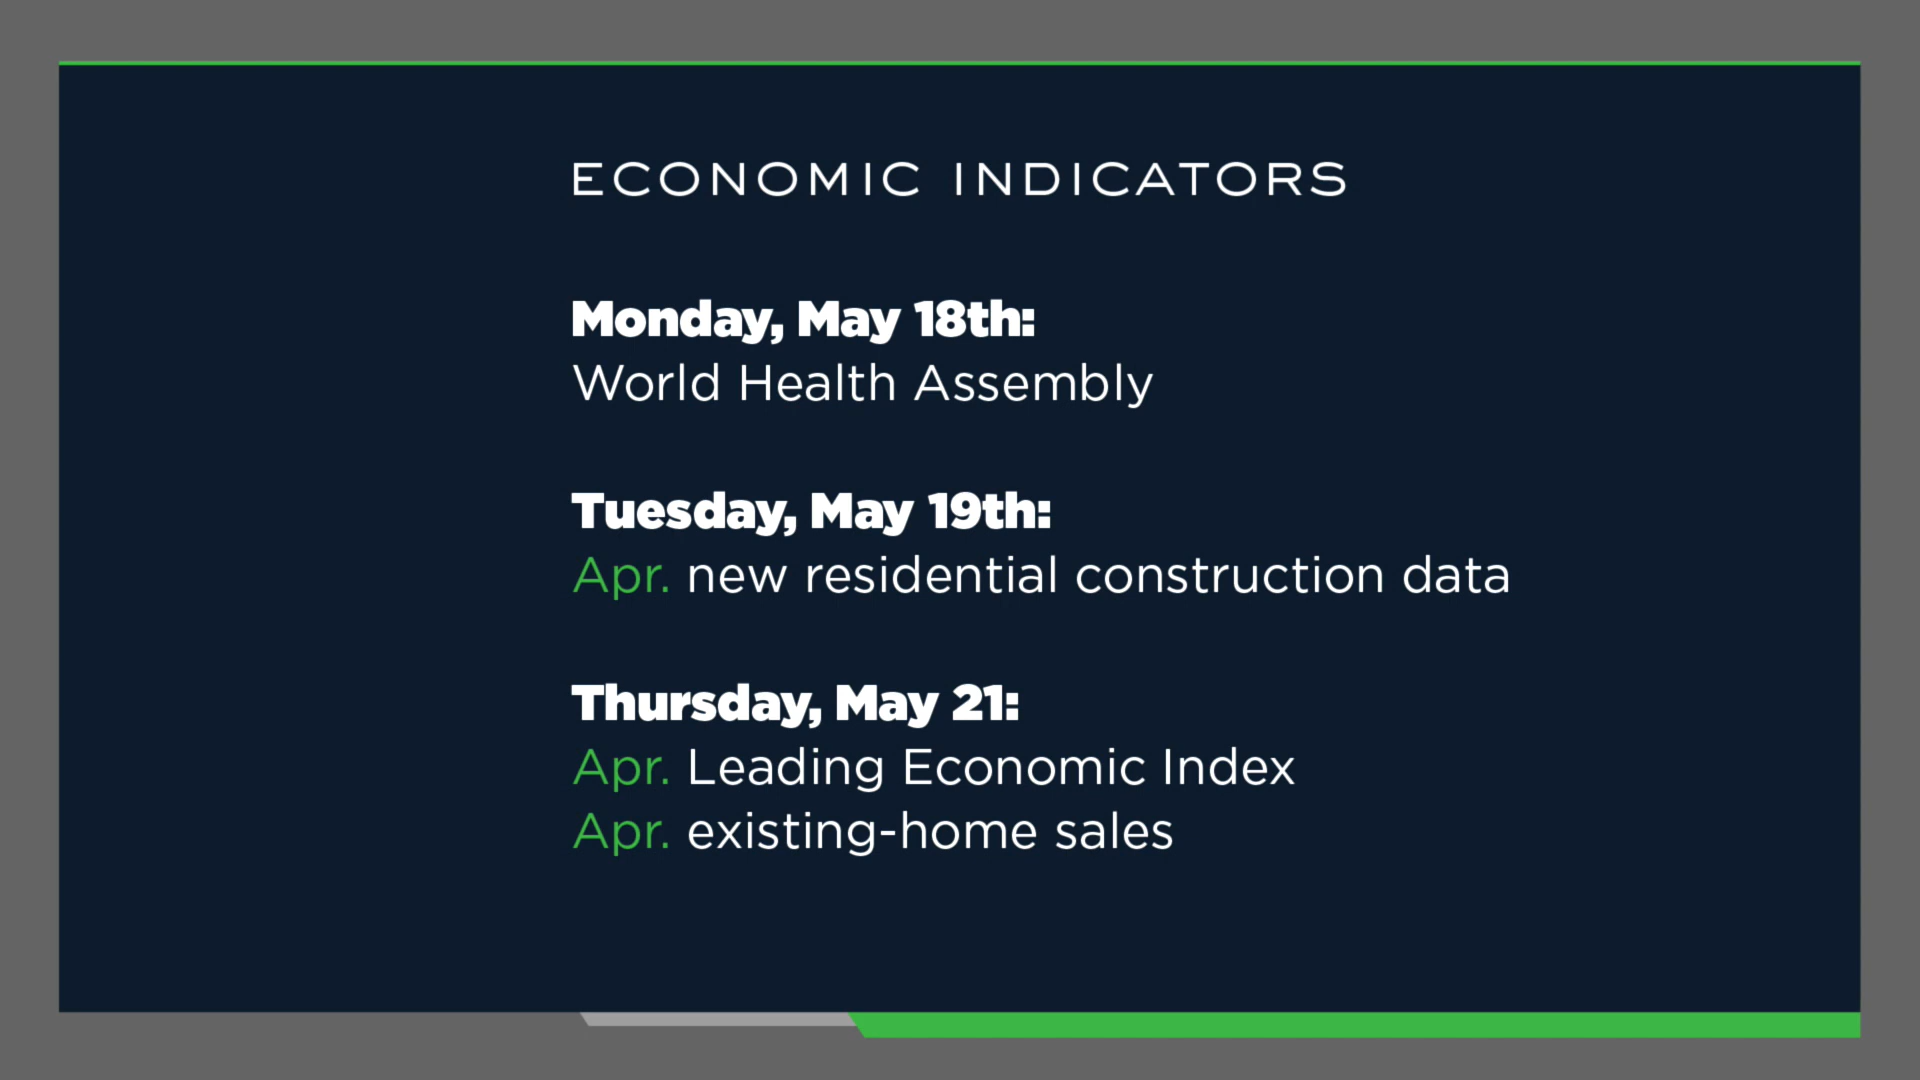 ECONOMIC INDICATORS
Monday, May 18th:
World Health Assembly
Tuesday, May 19th:
Apr. new residential construction data
Thursday, May 21:
Apr. Leading Economic Index
Apr. existing-home sales